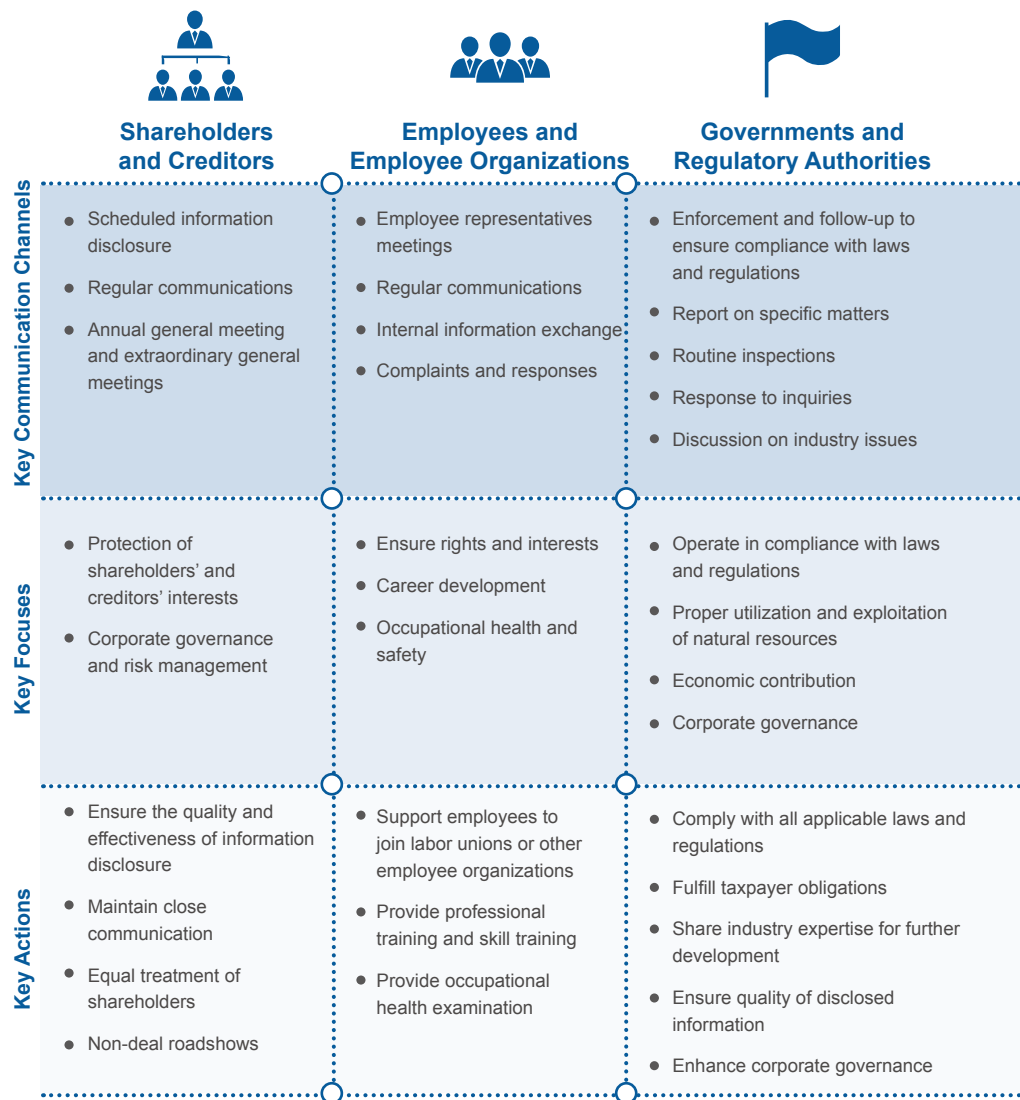 Shareholders
and Creditors
Employees and
Employee Organizations
Governments and
Regulatory Authorities
Key Communication Channels
• Scheduled information
disclosure
• Regular communications
• Annual general meeting
and extraordinary general
meetings
• Employee representatives
meetings
• Regular communications
• Internal information exchange
• Complaints and responses
• Enforcement and follow-up to
ensure compliance with laws
and regulations
• Report on specific matters
• Routine inspections
• Response to inquiries
• Discussion on industry issues
Key Focuses
• Protection of
shareholders’ and
creditors’ interests
• Corporate governance
and risk management
• Ensure rights and interests
• Career development
• Occupational health and
safety
• Operate in compliance with laws
and regulations
• Proper utilization and exploitation
of natural resources
• Economic contribution
• Corporate governance
Key Actions
• Ensure the quality and
effectiveness of information
disclosure
• Maintain close
communication
• Equal treatment of
shareholders
• Non-deal roadshows
• Support employees to
join labor unions or other
employee organizations
• Provide professional
training and skill training
• Provide occupational
health examination
• Comply with all applicable laws and
regulations
• Fulfill taxpayer obligations
• Share industry expertise for further
development
• Ensure quality of disclosed
information
• Enhance corporate governance